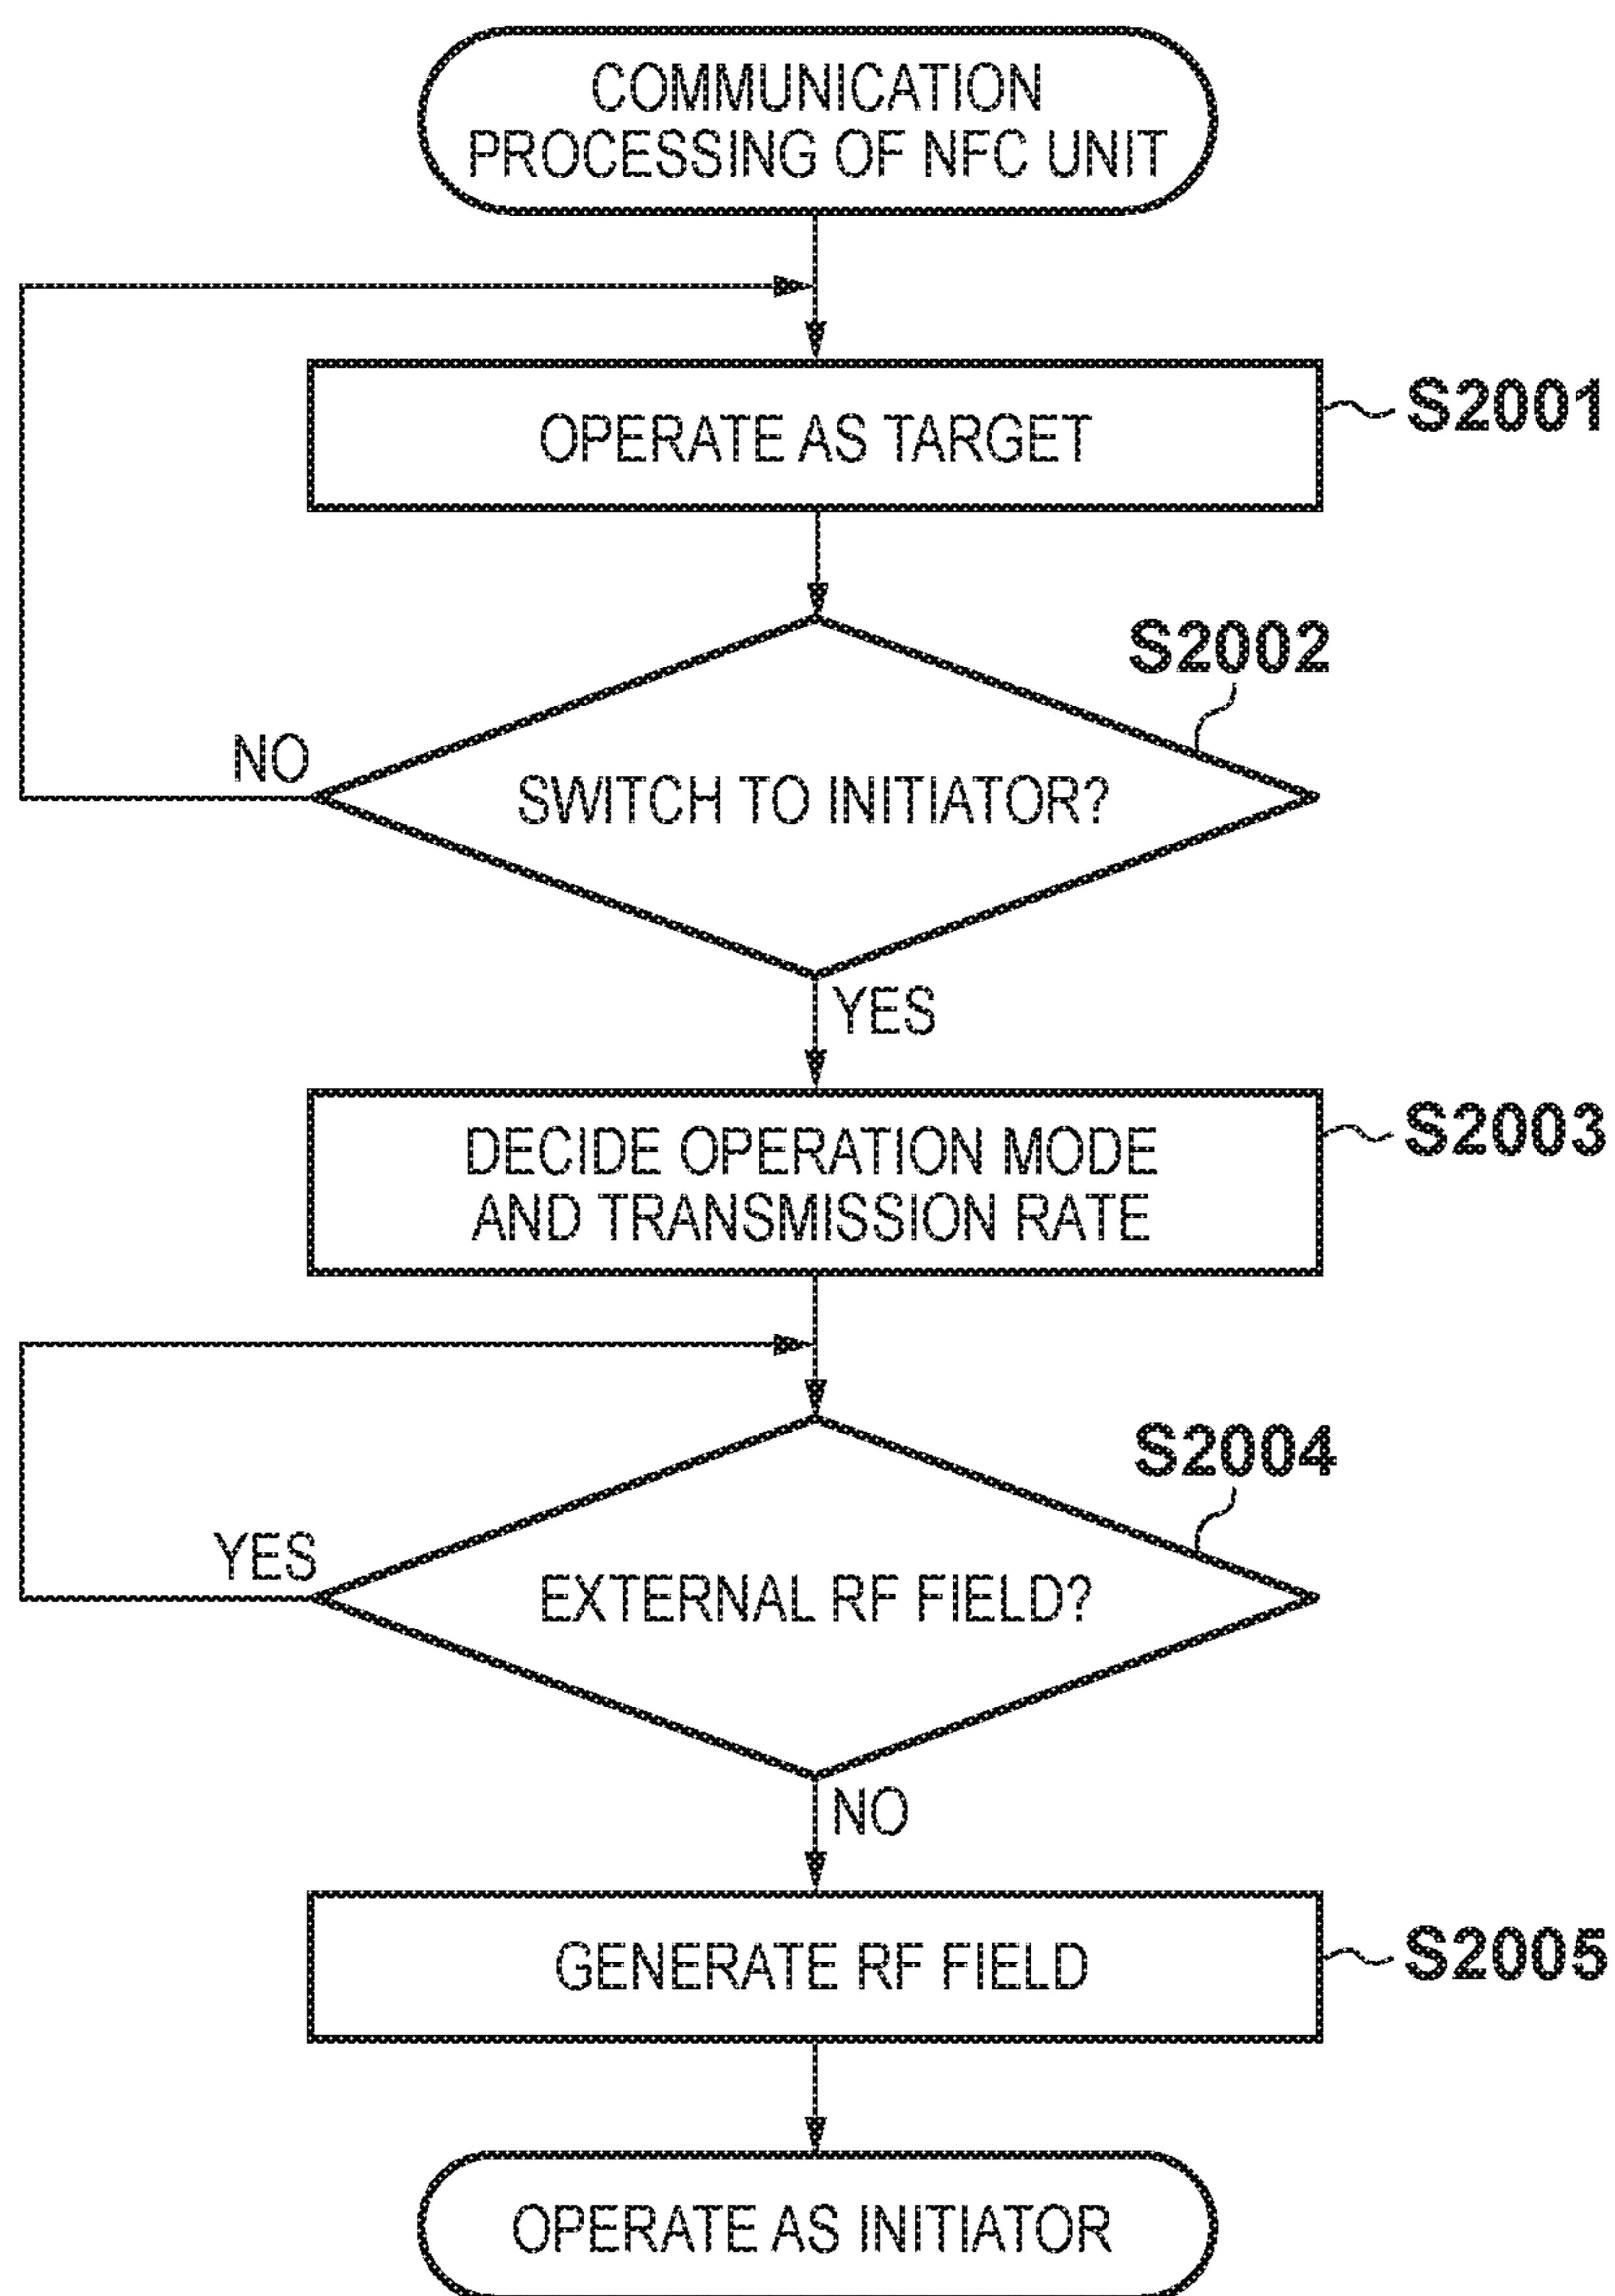 COMMUNICATION
PROCESSING OF NFC UNIT
OPERATE AS TARGET
S2001
S2002
NO
SWITCH TO INITIATOR?
YES
DECIDE OPERATION MODE
AND TRANSMISSION RATE
S2003
S2004
YES
EXTERNAL RF FIELD?
NO
GENERATE RF FIELD
S2005
OPERATE AS INITIATOR